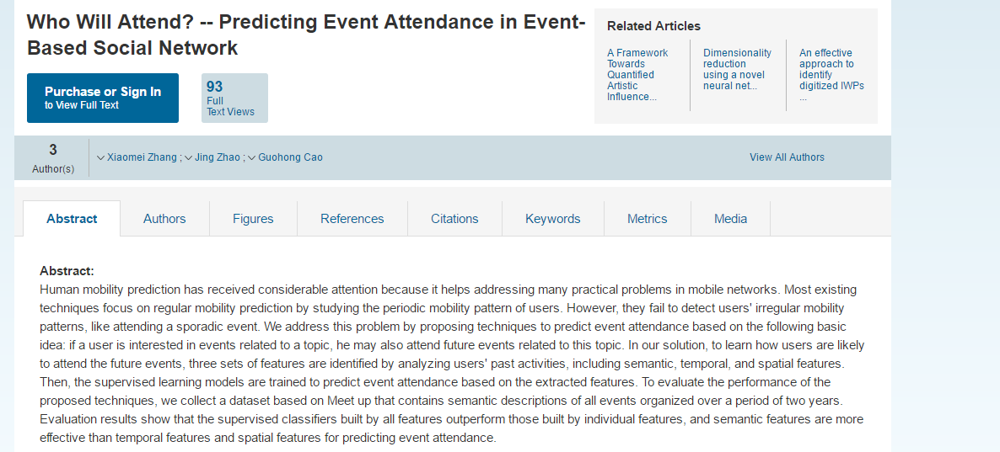 Who Will Attend? -- Predicting Event Attendance in Event-
Based Social Network
Purchase or Sign In
to View Full Text
93
Full
Text Views
Related Articles
A Framework
Towards
Quantified
Artistic
Influence...
Dimensionality
reduction
using a novel
neural net...
An effective
approach to
identify
digitized IWPs
...
3
Author(s)
Xiaomei Zhang ; Jing Zhao ; Guohong Cao
View All Authors
Abstract Authors Figures References Citations Keywords Metrics Media
Abstract:
Human mobility prediction has received considerable attention because it helps addressing many practical problems in mobile networks. Most existing
techniques focus on regular mobility prediction by studying the periodic mobility pattern of users. However, they fail to detect users' irregular mobility
patterns, like attending a sporadic event. We address this problem by proposing techniques to predict event attendance based on the following basic
idea: if a user is interested in events related to a topic, he may also attend future events related to this topic. In our solution, to learn how users are likely
to attend the future events, three sets of features are identified by analyzing users' past activities, including semantic, temporal, and spatial features.
Then, the supervised learning models are trained to predict event attendance based on the extracted features. To evaluate the performance of the
proposed techniques, we collect a dataset based on Meet up that contains semantic descriptions of all events organized over a period of two years.
Evaluation results show that the supervised classifiers built by all features outperform those built by individual features, and semantic features are more
effective than temporal features and spatial features for predicting event attendance.